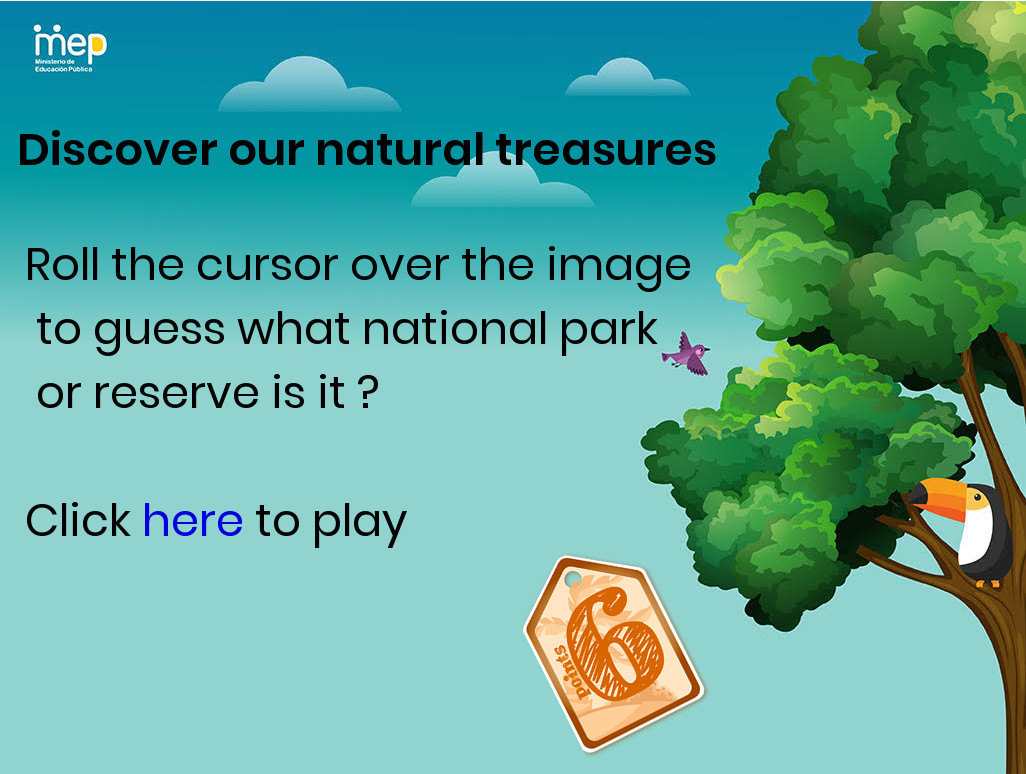 mep
Ministerio de
Educación Pública
Discover our natural treasures
Roll the cursor over the image
to guess what national park
or reserve is it ?
Click here to play
6
points